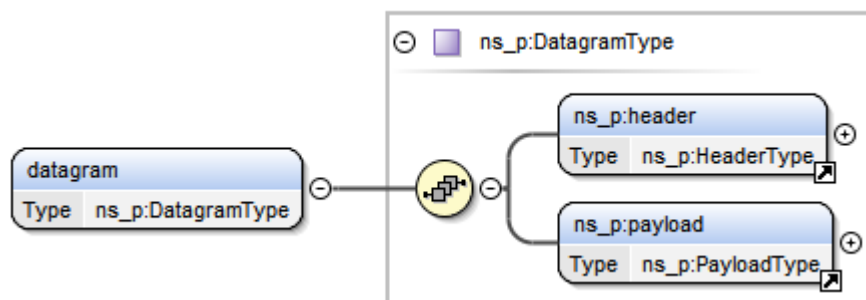 ns_p:DatagramType
ns_p:header
Type ns_p:HeaderType
datagram
Type ns_p:DatagramType
ns_p:payload
Type ns_p:PayloadType